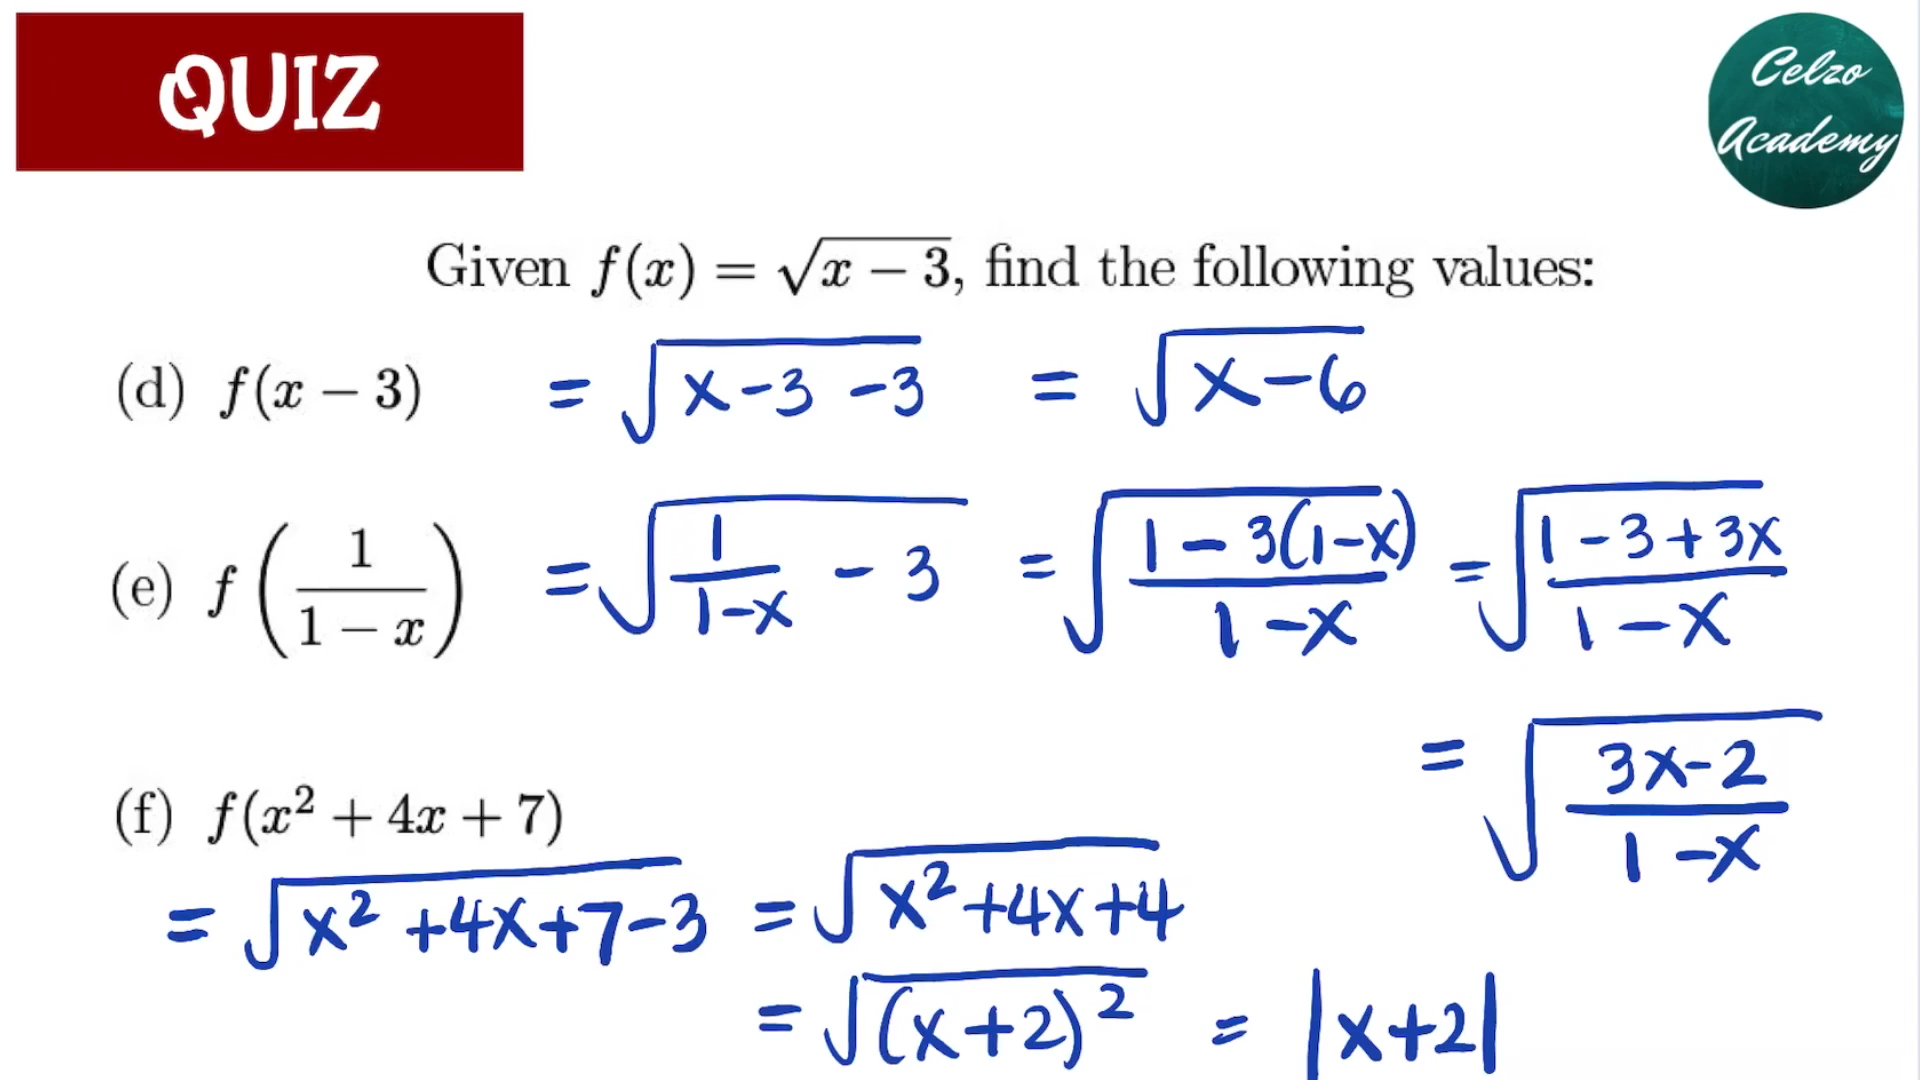 QUIZ
Celzo
Academy
Given f(x) = √(x − 3), find the following values:
(d) f(x − 3) = √(x-3 -3) = √(x-6)
(e) f(1/(1 − x)) = √(1/(1-x) - 3) = √((1 - 3(1-x))/(1-x)) = √((1-3+3x)/(1-x))
= √((3x-2)/(1-x))
(f) f(x² + 4x + 7)
= √(x² +4x+7-3) = √(x²+4x+4)
= √((x+2)²) = |x+2|